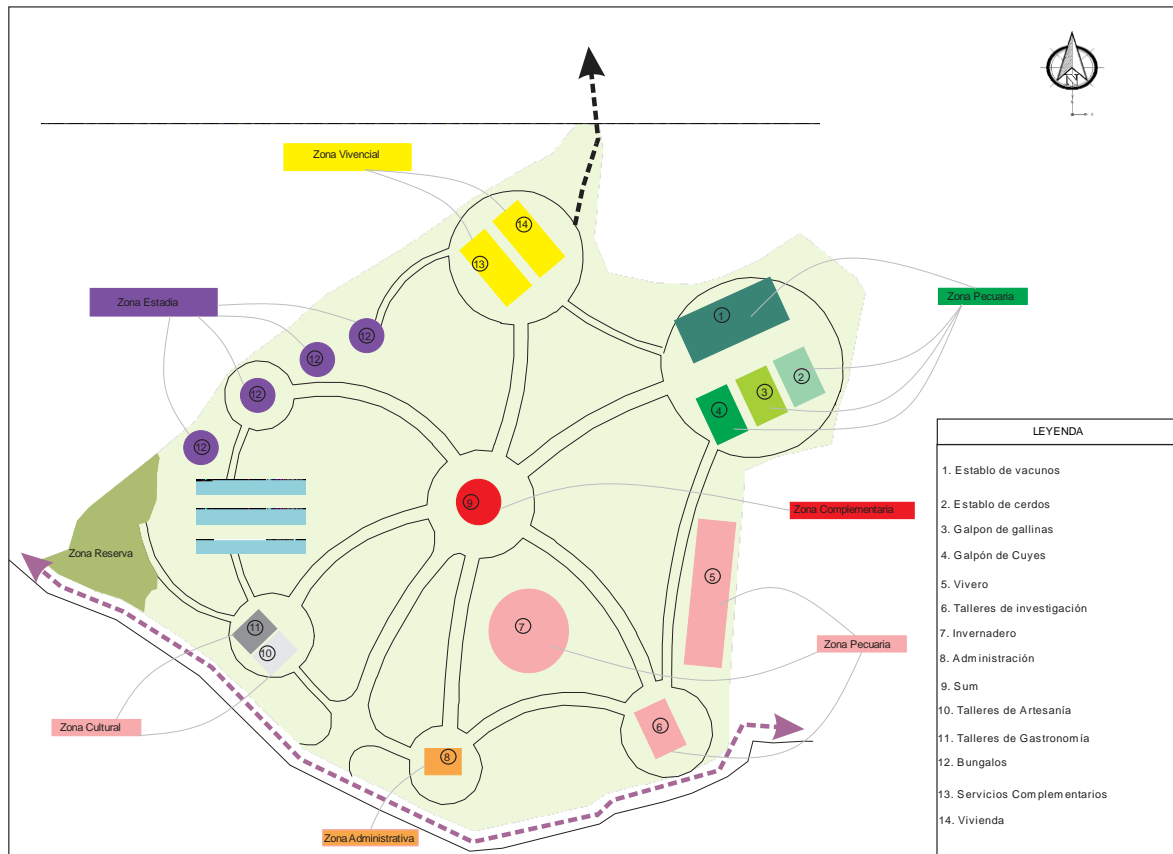 N
Zona Vivencial
14
13
Zona Estadia
12
12
12
12
1
Zona Pecuaria
2
3
4
9
Zona Complementaria
Zona Reserva
5
7
11
10
6
Zona Pecuaria
Zona Cultural
8
Zona Administrativa
LEYENDA
1. Establo de vacunos
2. Establo de cerdos
3. Galpon de gallinas
4. Galpón de Cuyes
5. Vivero
6. Talleres de investigación
7. Invernadero
8. Administración
9. Sum
10. Talleres de Artesanía
11. Talleres de Gastronomía
12. Bungalos
13. Servicios Complementarios
14. Vivienda